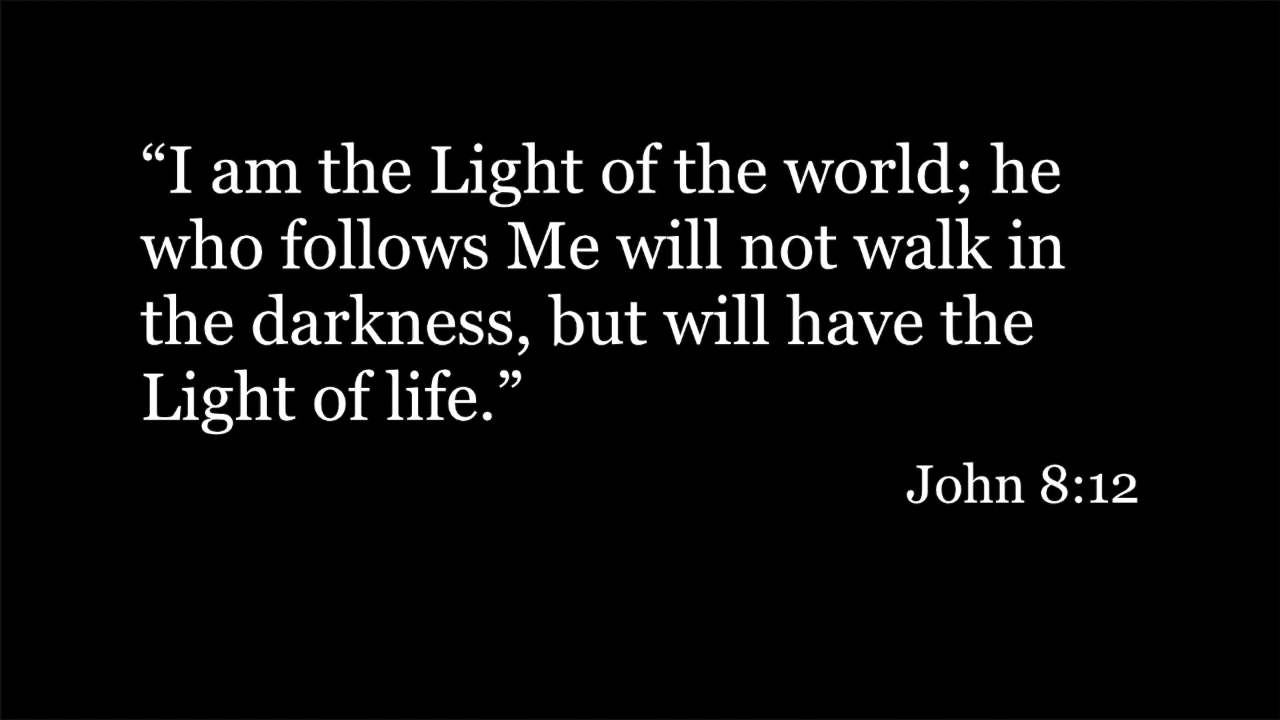 “I am the Light of the world; he
who follows Me will not walk in
the darkness, but will have the
Light of life.”
John 8:12